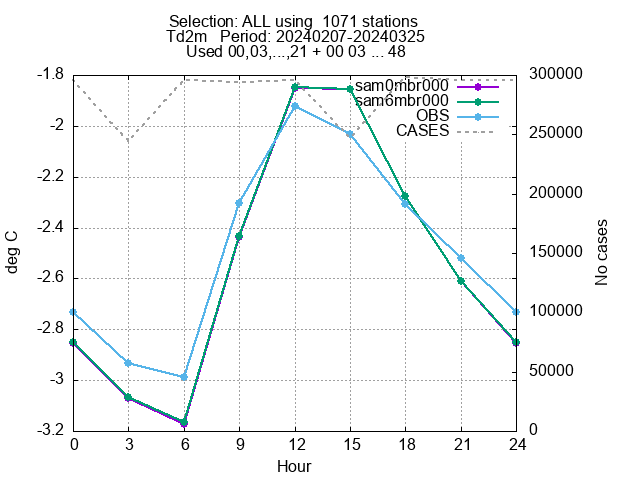 Selection: ALL using  1071 stations
Td2m   Period: 20240207-20240325
Used 00,03,...,21 + 00 03 ... 48
-1.8
-2
-2.2
-2.4
-2.6
-2.8
-3
-3.2
deg C
300000
250000
200000
150000
100000
50000
0
No cases
sam0mbr000
sam6mbr000
OBS
CASES
0 3 6 9 12 15 18 21 24
Hour